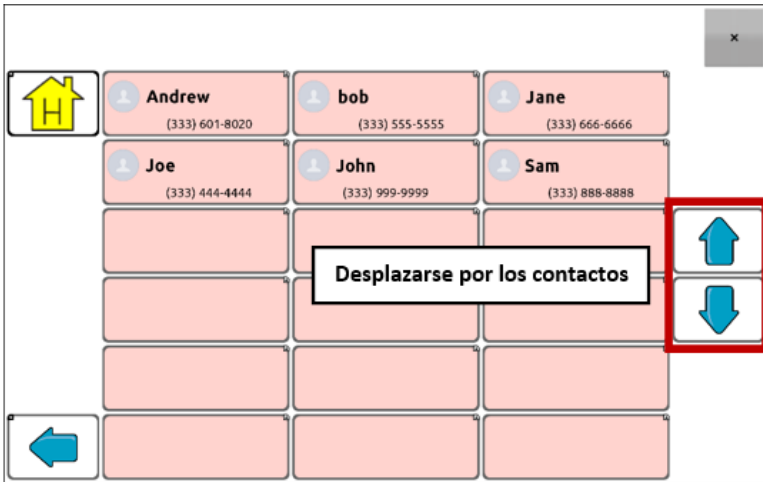 ×
H
Andrew
bob
Jane
(333) 601-8020
(333) 555-5555
(333) 666-6666
Joe
John
Sam
(333) 444-4444
(333) 999-9999
(333) 888-8888
Desplazarse por los contactos